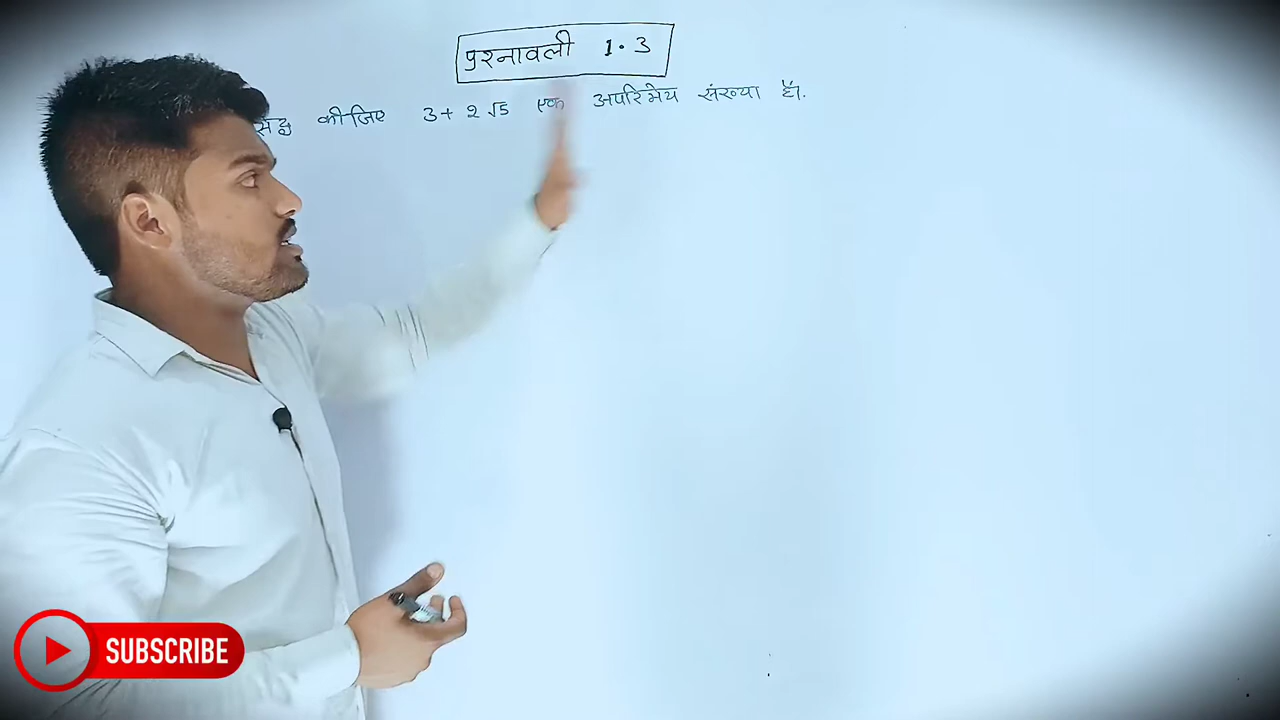 प्रश्नावली 1.3
कीजिए 3+2√5 एक अपरिमेय संख्या है।.
SUBSCRIBE